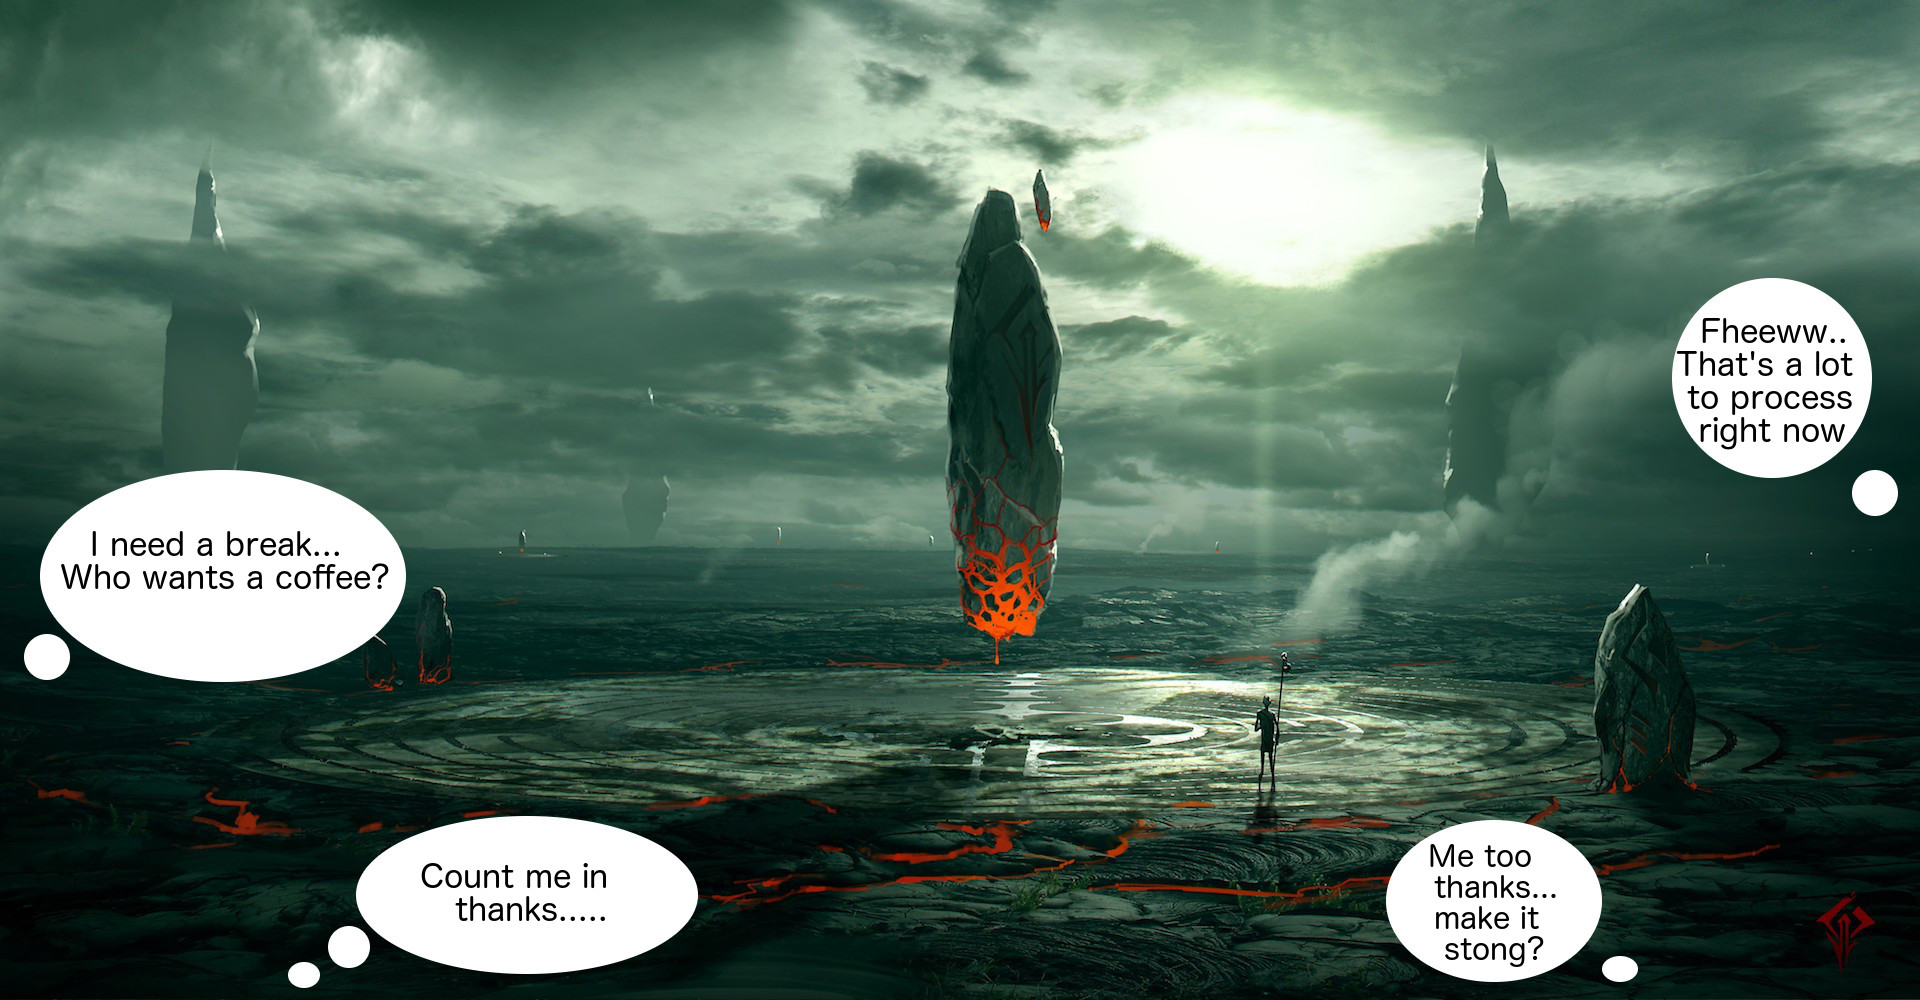 Fheeww..
That's a lot
to process
right now
I need a break...
Who wants a coffee?
Count me in
thanks.....
Me too
thanks...
make it
stong?